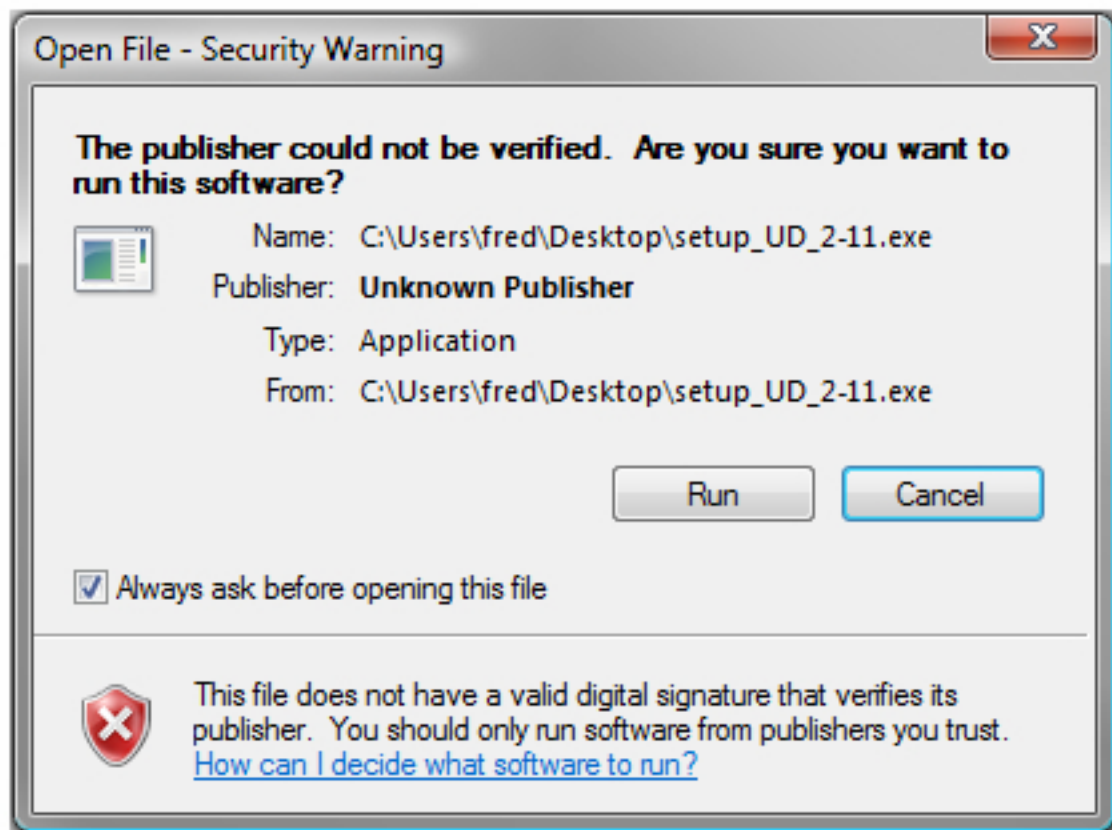 Open File - Security Warning
The publisher could not be verified.  Are you sure you want to
run this software?
Name: C:\Users\fred\Desktop\setup_UD_2-11.exe
Publisher: Unknown Publisher
Type: Application
From: C:\Users\fred\Desktop\setup_UD_2-11.exe
Run Cancel
Always ask before opening this file
This file does not have a valid digital signature that verifies its
publisher.  You should only run software from publishers you trust.
How can I decide what software to run?